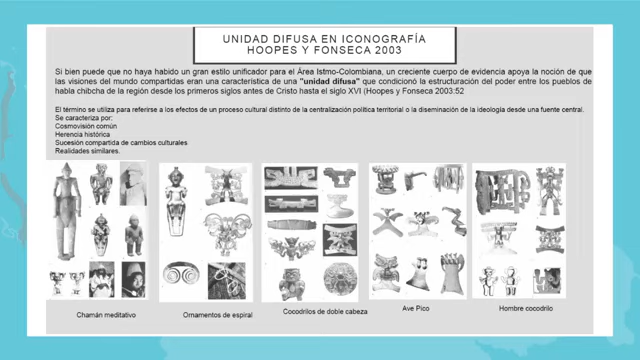 UNIDAD DIFUSA EN ICONOGRAFÍA
HOOPES Y FONSECA 2003
Si bien puede que no haya habido un gran estilo unificador para el Área Istmo-Colombiana, un creciente cuerpo de evidencia apoya la noción de que
las visiones del mundo compartidas eran una característica de una "unidad difusa" que condicionó la estructuración del poder entre los pueblos de
habla chibcha de la región desde los primeros siglos antes de Cristo hasta el siglo XVI (Hoopes y Fonseca 2003:52
El término se utiliza para referirse a los efectos de un proceso cultural distinto de la centralización política territorial o la diseminación de la ideología desde una fuente central.
Se caracteriza por:
Cosmovisión común
Herencia histórica
Sucesión compartida de cambios culturales
Realidades similares.
Chamán meditativo
Ornamentos de espiral
Cocodrilos de doble cabeza
Ave Pico
Hombre cocodrilo